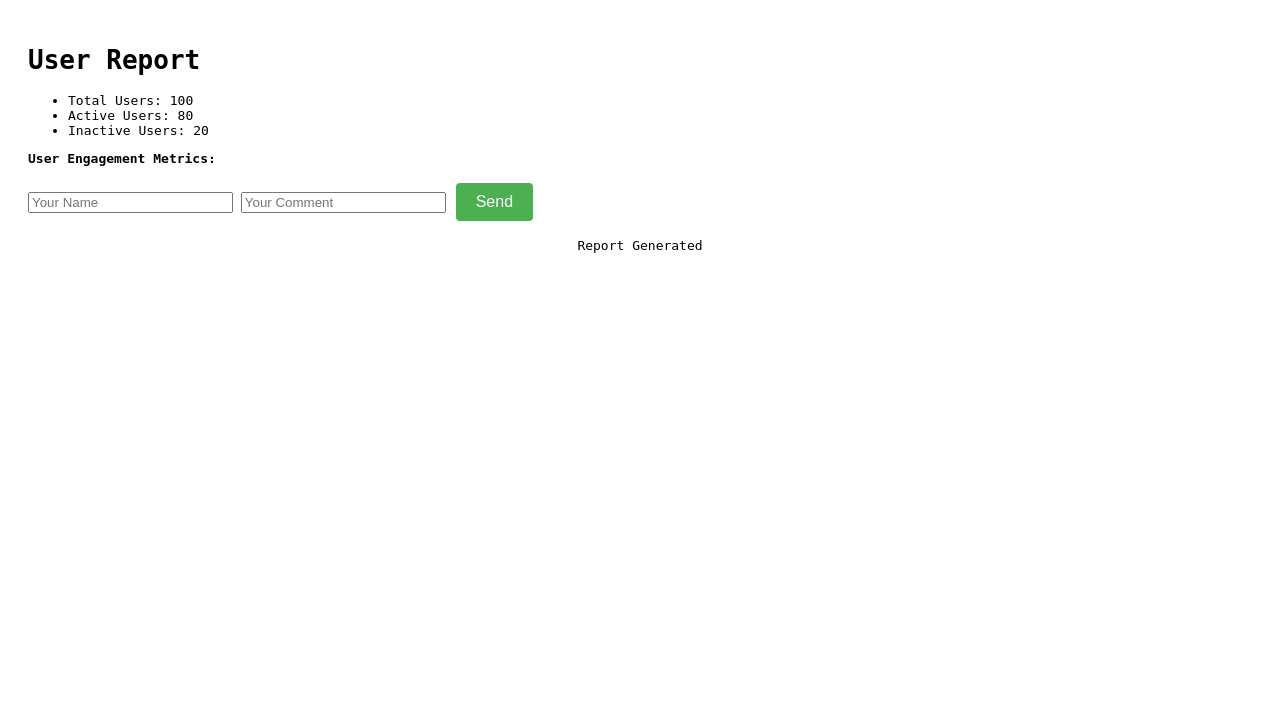 User Report
Total Users: 100
Active Users: 80
Inactive Users: 20
User Engagement Metrics:
Your Name Your Comment Send
Report Generated